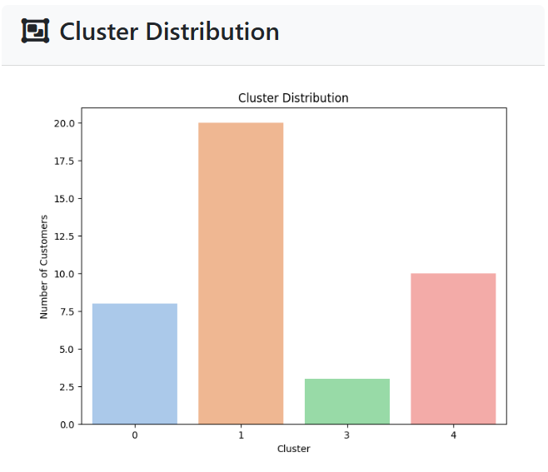 Cluster Distribution
Cluster Distribution
20.0
17.5
15.0
12.5
10.0
7.5
5.0
2.5
0.0
Number of Customers
0 1 3 4
Cluster